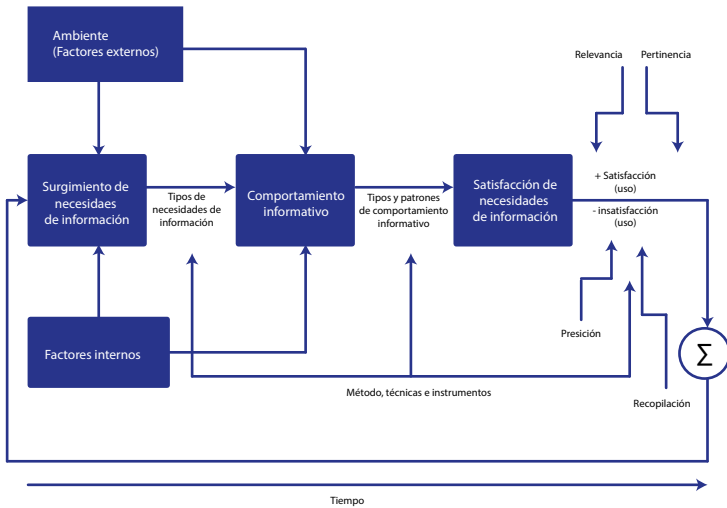 Ambiente
(Factores externos)
Relevancia
Pertinencia
Surgimiento de
necesidaes
de información
Tipos de
necesidades de
información
Comportamiento
informativo
Tipos y patrones
de comportamiento
informativo
Satisfacción de
necesidades
de información
+ Satisfacción
(uso)
- insatisfacción
(uso)
Factores internos
Presición
Σ
Método, técnicas e instrumentos
Recopilación
Tiempo